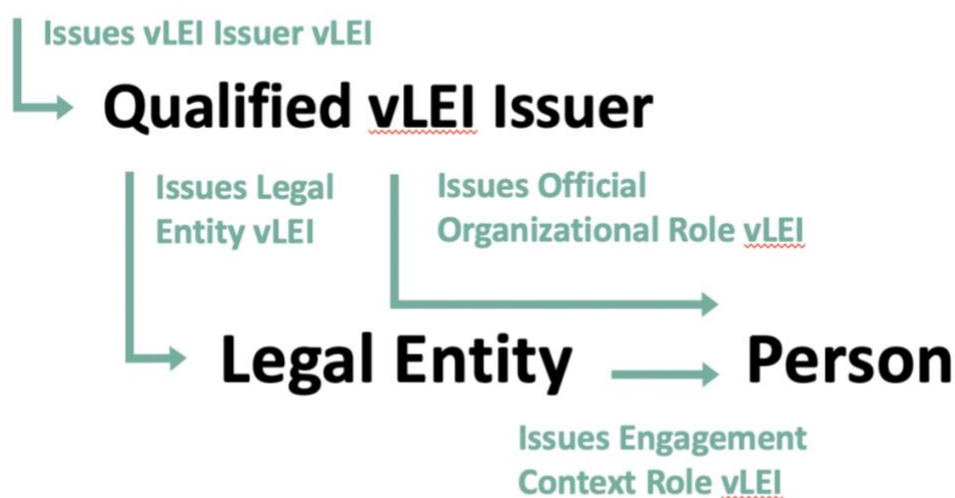 Issues vLEI Issuer vLEI
Qualified vLEI Issuer
Issues Legal
Entity vLEI
Issues Official
Organizational Role vLEI
Legal Entity
Person
Issues Engagement
Context Role vLEI